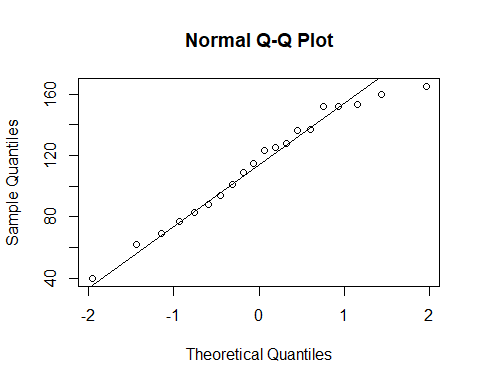 Normal Q-Q Plot
Sample Quantiles
160
120
80
40
-2 -1 0 1 2
Theoretical Quantiles